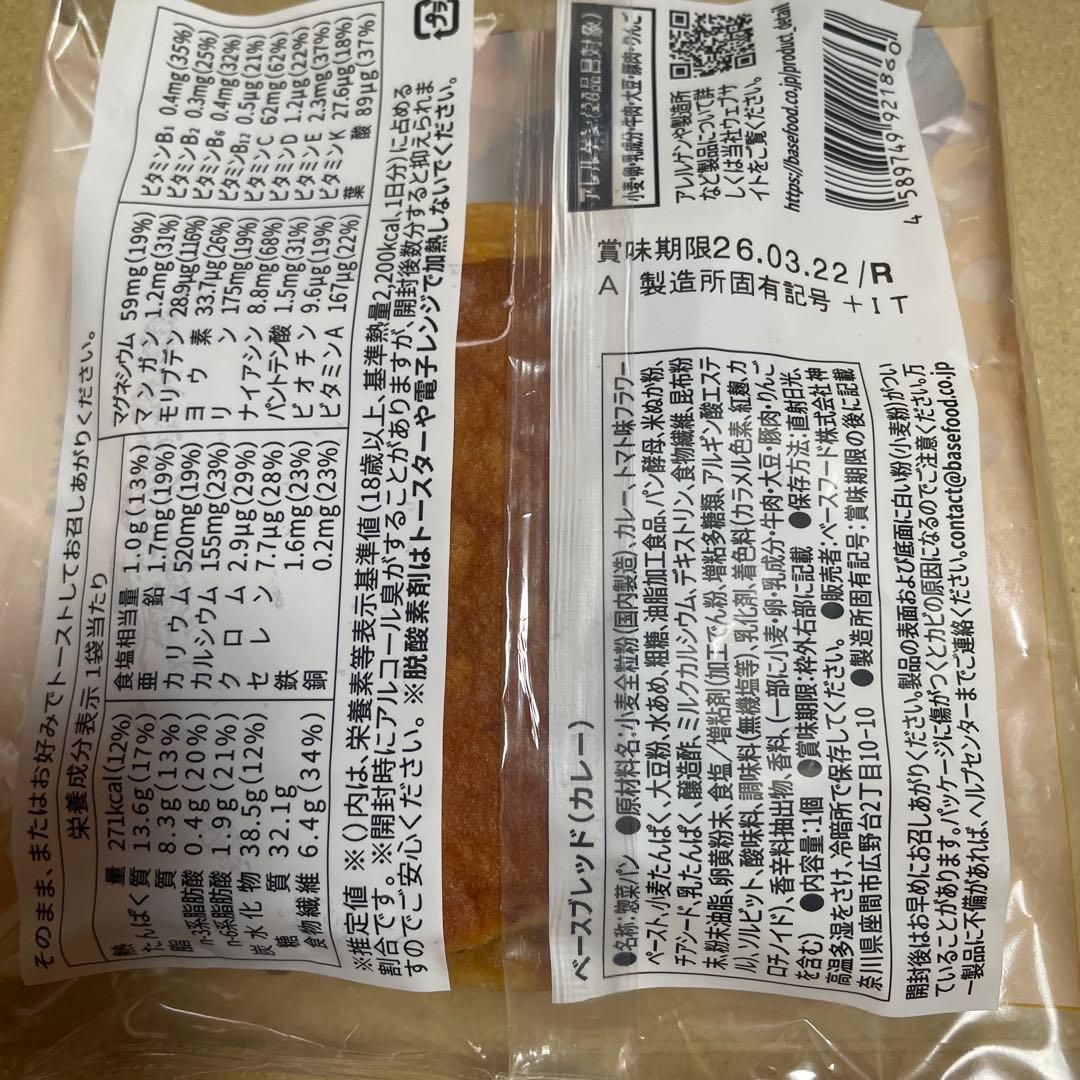 そのまま、またはお好みでトーストしてお召しあがりください。
栄養成分表示 1袋当たり
熱量 271kcal(12%)
たんぱく質 13.6g(17%)
脂質 8.3g(13%)
n-3系脂肪酸 0.4g(20%)
n-6系脂肪酸 1.9g(21%)
炭水化物 38.5g(12%)
糖質 32.1g
食物繊維 6.4g(34%)
食塩相当量 1.0g(13%)
亜鉛 1.7mg(19%)
カリウム 520mg(19%)
カルシウム 155mg(23%)
クロム 2.9μg(29%)
セレン 7.7μg(28%)
鉄 1.6mg(23%)
銅 0.2mg(23%)
マグネシウム 59mg(19%)
マンガン 1.2mg(31%)
モリブデン 28.9μg(116%)
ヨウ素 33.7μg(26%)
リン 175mg(19%)
ナイアシン 8.8mg(68%)
パントテン酸 1.5mg(31%)
ビオチン 9.6μg(19%)
ビタミンA 167μg(22%)
ビタミンB1 0.4mg(35%)
ビタミンB2 0.3mg(25%)
ビタミンB6 0.4mg(32%)
ビタミンB12 0.5μg(21%)
ビタミンC 62mg(62%)
ビタミンD 1.2μg(22%)
ビタミンE 2.3mg(37%)
ビタミンK 27.6μg(18%)
葉酸 89μg(37%)
※推定値 ※()内は、栄養素等表示基準値(18歳以上、基準熱量2,200kcal、1日分)に占める
割合です。※開封時にアルコール臭がすることがありますが、開封後数分すると抑えられま
すのでご安心ください。※脱酸素剤はトースターや電子レンジで加熱しないでください。
プラ
ベースブレッド(カレー)
●名称:惣菜パン ●原材料名:小麦全粒粉(国内製造)、カレー、トマト味フラワー
ペースト、小麦たんぱく、大豆粉、水あめ、粗糖、油脂加工食品、パン酵母、米ぬか粉、
チアシード、乳たんぱく、醸造酢、ミルクカルシウム、デキストリン、食物繊維、昆布粉
末、粉末油脂、卵黄粉末、食塩/増粘剤(加工でん粉、増粘多糖類、アルギン酸エステ
ル)、ソルビット、酸味料、調味料(無機塩等)、乳化剤、着色料(カラメル色素、紅麹、カ
ロチノイド)、香辛料抽出物、香料、(一部に小麦・卵・乳成分・牛肉・大豆・豚肉・りんご
を含む) ●内容量:1個 ●賞味期限:枠外右部に記載 ●保存方法:直射日光、
高温多湿をさけ、冷暗所で保存してください。 ●販売者:ベースフード株式会社 神
奈川県座間市広野台2丁目10-10 ●製造所固有記号:賞味期限の後に記載
開封後はお早めにお召しあがりください。製品の表面および底面に白い粉(小麦粉)がつい
ていることがあります。パッケージに傷がつくとカビの原因になるのでご注意ください。万
一製品に不備があれば、ヘルプセンターまでご連絡ください。contact@basefood.co.jp
賞味期限26.03.22/R
A 製造所固有記号 +IT
アレルゲン(28品目対象)
小麦・卵・乳成分・牛肉・大豆・豚肉・りんご
アレルゲンや製造所
など製品について詳
しくは当社ウェブサ
イトをご覧ください。
https://basefood.co.jp/product_detail
4 589749 921860